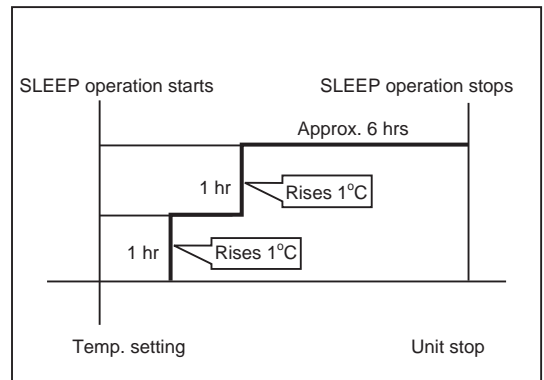 SLEEP operation starts
SLEEP operation stops
Approx. 6 hrs
1 hr
Rises 1°C
1 hr
Rises 1°C
Temp. setting
Unit stop